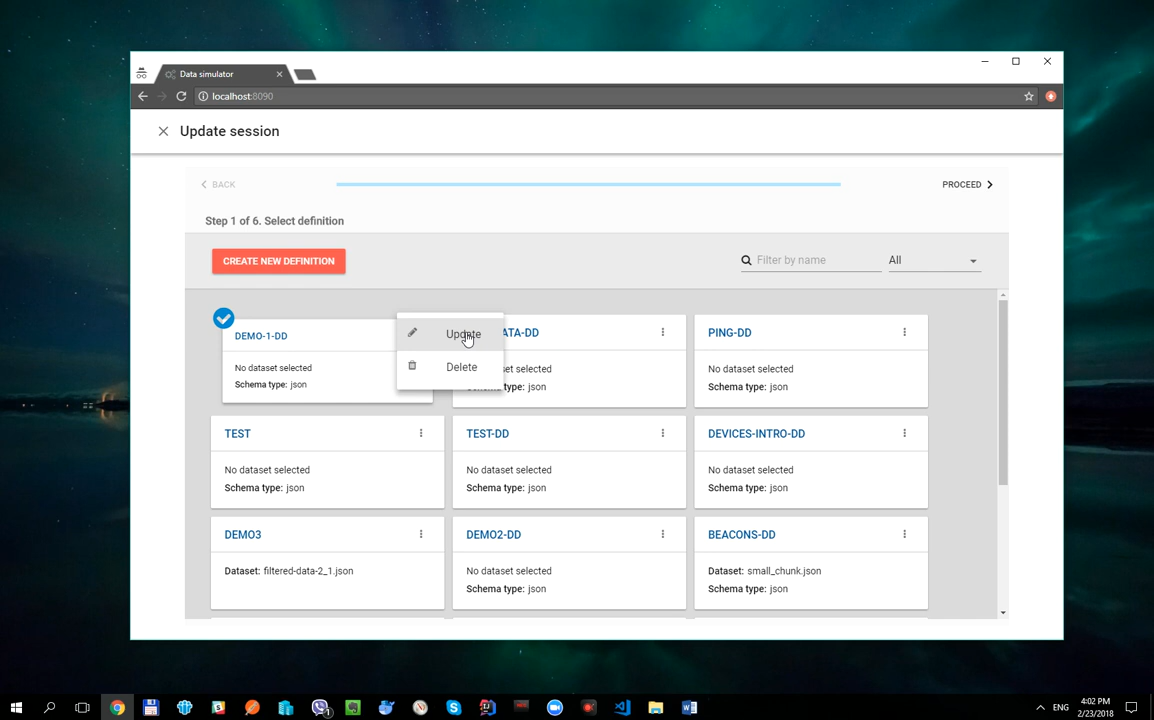 Data simulator
localhost:8090
Update session
BACK
PROCEED
Step 1 of 6. Select definition
CREATE NEW DEFINITION
Filter by name
All
DEMO-1-DD
No dataset selected
Schema type: json
Update
Delete
ATA-DD
set selected
type: json
PING-DD
No dataset selected
Schema type: json
TEST
No dataset selected
Schema type: json
TEST-DD
No dataset selected
Schema type: json
DEVICES-INTRO-DD
No dataset selected
Schema type: json
DEMO3
Dataset: filtered-data-2_1.json
DEMO2-DD
No dataset selected
Schema type: json
BEACONS-DD
Dataset: small_chunk.json
Schema type: json
1
ENG
4:02 PM
2/23/2018